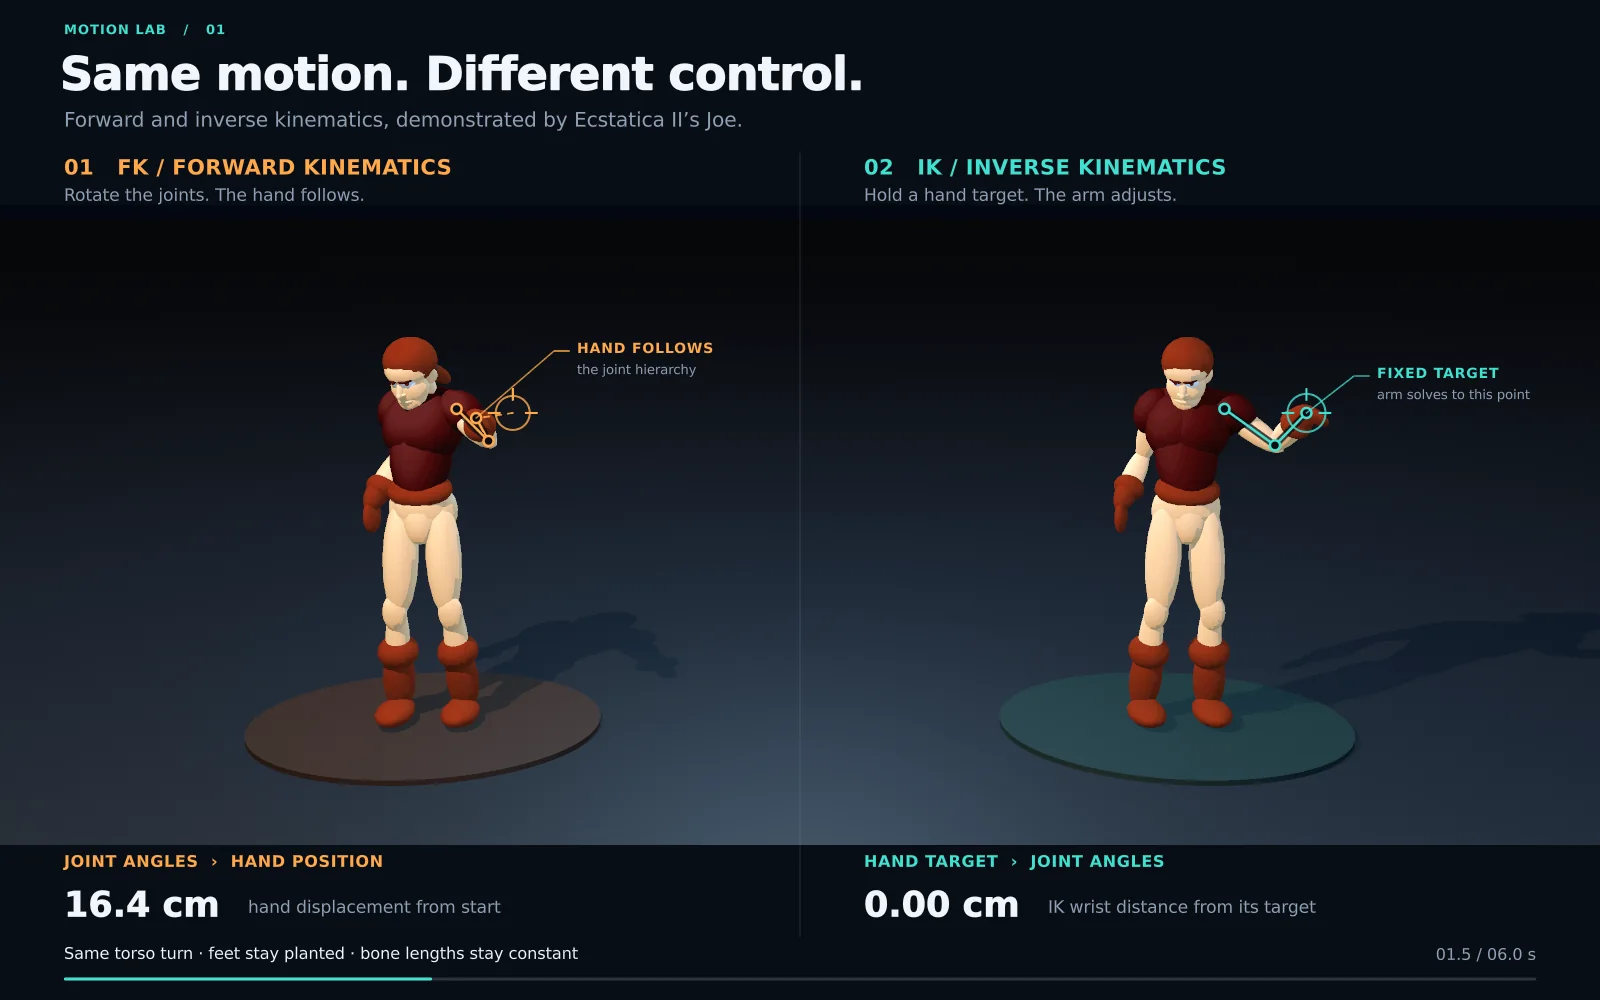 MOTION LAB / 01
Same motion. Different control.
Forward and inverse kinematics, demonstrated by Ecstatica II’s Joe.
01 FK / FORWARD KINEMATICS
Rotate the joints. The hand follows.
02 IK / INVERSE KINEMATICS
Hold a hand target. The arm adjusts.
HAND FOLLOWS
the joint hierarchy
FIXED TARGET
arm solves to this point
JOINT ANGLES › HAND POSITION
16.4 cm hand displacement from start
HAND TARGET › JOINT ANGLES
0.00 cm IK wrist distance from its target
Same torso turn · feet stay planted · bone lengths stay constant
01.5 / 06.0 s